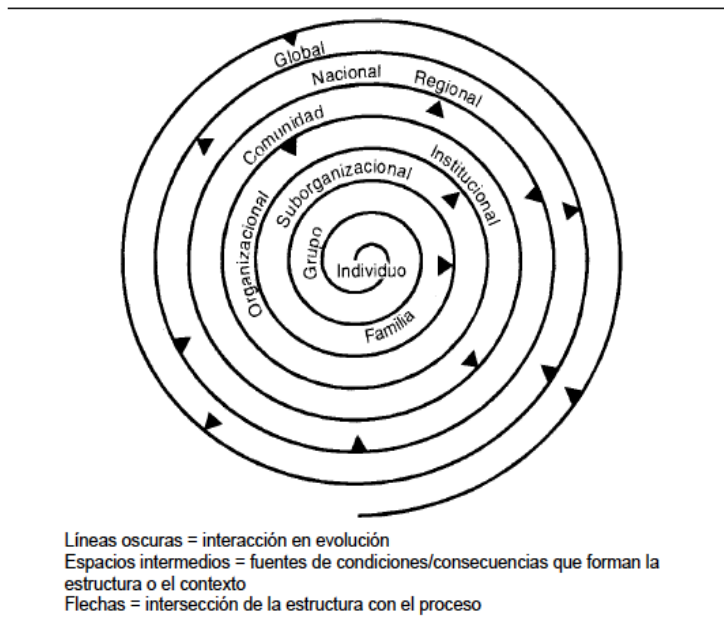 Global
Nacional
Regional
Comunidad
Institucional
Suborganizacional
Organizacional
Grupo
Individuo
Familia
Líneas oscuras = interacción en evolución
Espacios intermedios = fuentes de condiciones/consecuencias que forman la
estructura o el contexto
Flechas = intersección de la estructura con el proceso